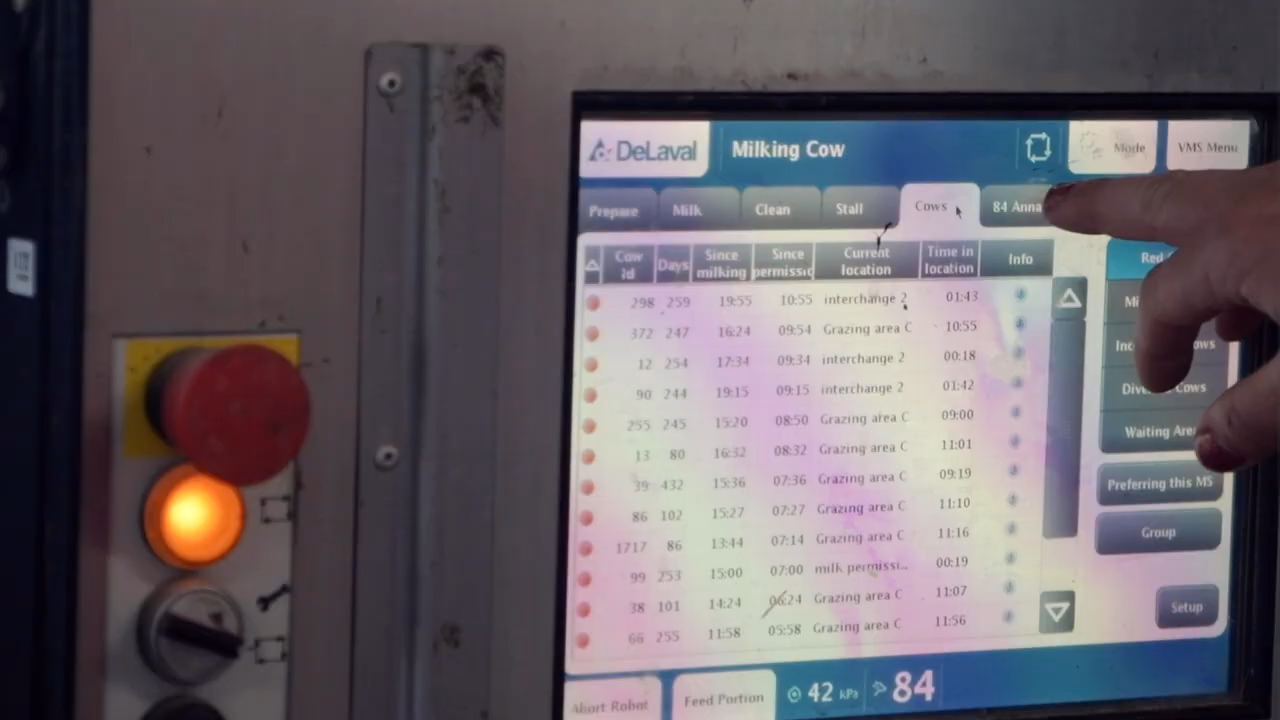 DeLaval
Milking Cow
Mode
VMS Menu
Prepare
Milk
Clean
Stall
Cows
84 Anna
Cow Id
Days
Since milking
Since permissic
Current location
Time in location
Info
298 259 19:55 10:55 interchange 2 01:43
372 247 16:24 09:54 Grazing area C 10:55
12 254 17:34 09:34 interchange 2 00:18
90 244 19:15 09:15 interchange 2 01:42
255 245 15:20 08:50 Grazing area C 09:00
13 80 16:32 08:32 Grazing area C 11:01
39 432 15:36 07:36 Grazing area C 09:19
86 102 15:27 07:27 Grazing area C 11:10
1717 86 13:44 07:14 Grazing area C 11:16
99 253 15:00 07:00 milk permissi... 00:19
38 101 14:24 06:24 Grazing area C 11:07
66 255 11:58 05:58 Grazing area C 11:56
Red
Waiting Area
Preferring this MS
Group
Setup
Abort Robot
Feed Portion
42 kPa
84